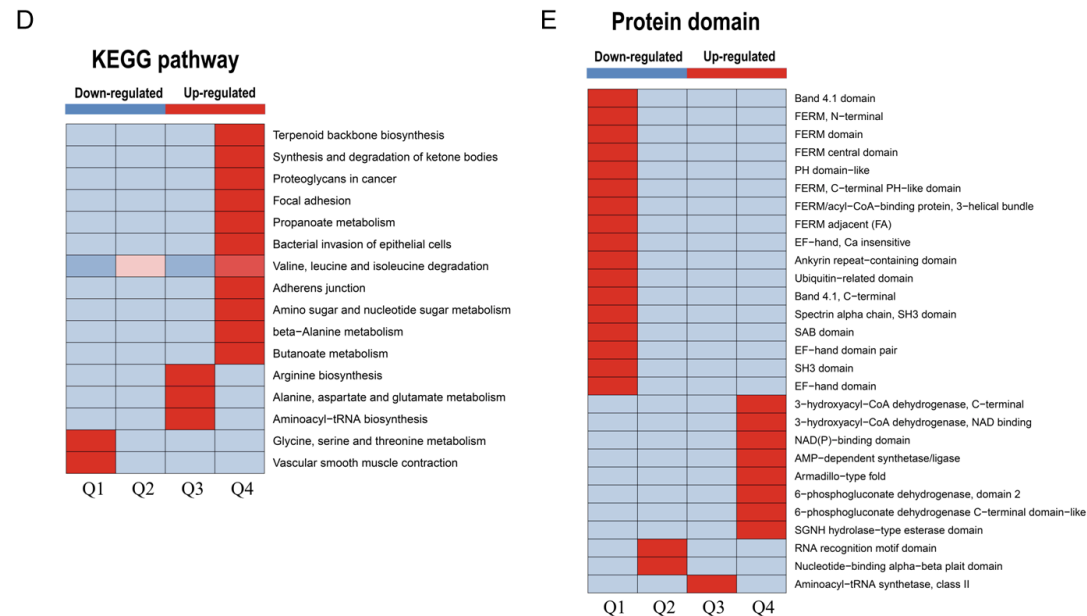 D
KEGG pathway
Down-regulated Up-regulated
Terpenoid backbone biosynthesis
Synthesis and degradation of ketone bodies
Proteoglycans in cancer
Focal adhesion
Propanoate metabolism
Bacterial invasion of epithelial cells
Valine, leucine and isoleucine degradation
Adherens junction
Amino sugar and nucleotide sugar metabolism
beta−Alanine metabolism
Butanoate metabolism
Arginine biosynthesis
Alanine, aspartate and glutamate metabolism
Aminoacyl−tRNA biosynthesis
Glycine, serine and threonine metabolism
Vascular smooth muscle contraction
Q1 Q2 Q3 Q4
E
Protein domain
Down-regulated Up-regulated
Band 4.1 domain
FERM, N−terminal
FERM domain
FERM central domain
PH domain−like
FERM, C−terminal PH−like domain
FERM/acyl−CoA−binding protein, 3−helical bundle
FERM adjacent (FA)
EF−hand, Ca insensitive
Ankyrin repeat−containing domain
Ubiquitin−related domain
Band 4.1, C−terminal
Spectrin alpha chain, SH3 domain
SAB domain
EF−hand domain pair
SH3 domain
EF−hand domain
3−hydroxyacyl−CoA dehydrogenase, C−terminal
3−hydroxyacyl−CoA dehydrogenase, NAD binding
NAD(P)−binding domain
AMP−dependent synthetase/ligase
Armadillo−type fold
6−phosphogluconate dehydrogenase, domain 2
6−phosphogluconate dehydrogenase C−terminal domain−like
SGNH hydrolase−type esterase domain
RNA recognition motif domain
Nucleotide−binding alpha−beta plait domain
Aminoacyl−tRNA synthetase, class II
Q1 Q2 Q3 Q4